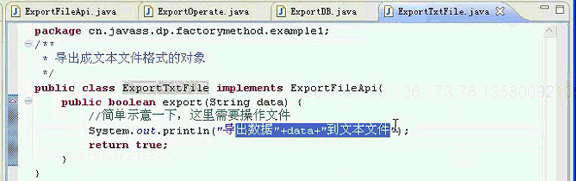 ExportFileApi.java ExportOperate.java ExportDB.java ExportTxtFile.java
package cn.javass.dp.factorymethod.example1;
/**
 * 导出成文本文件格式的对象
 */
public class ExportTxtFile implements ExportFileApi{
public boolean export(String data) {
//简单示意一下，这里需要操作文件
System.out.println("导出数据"+data+"到文本文件");
return true;
}
}